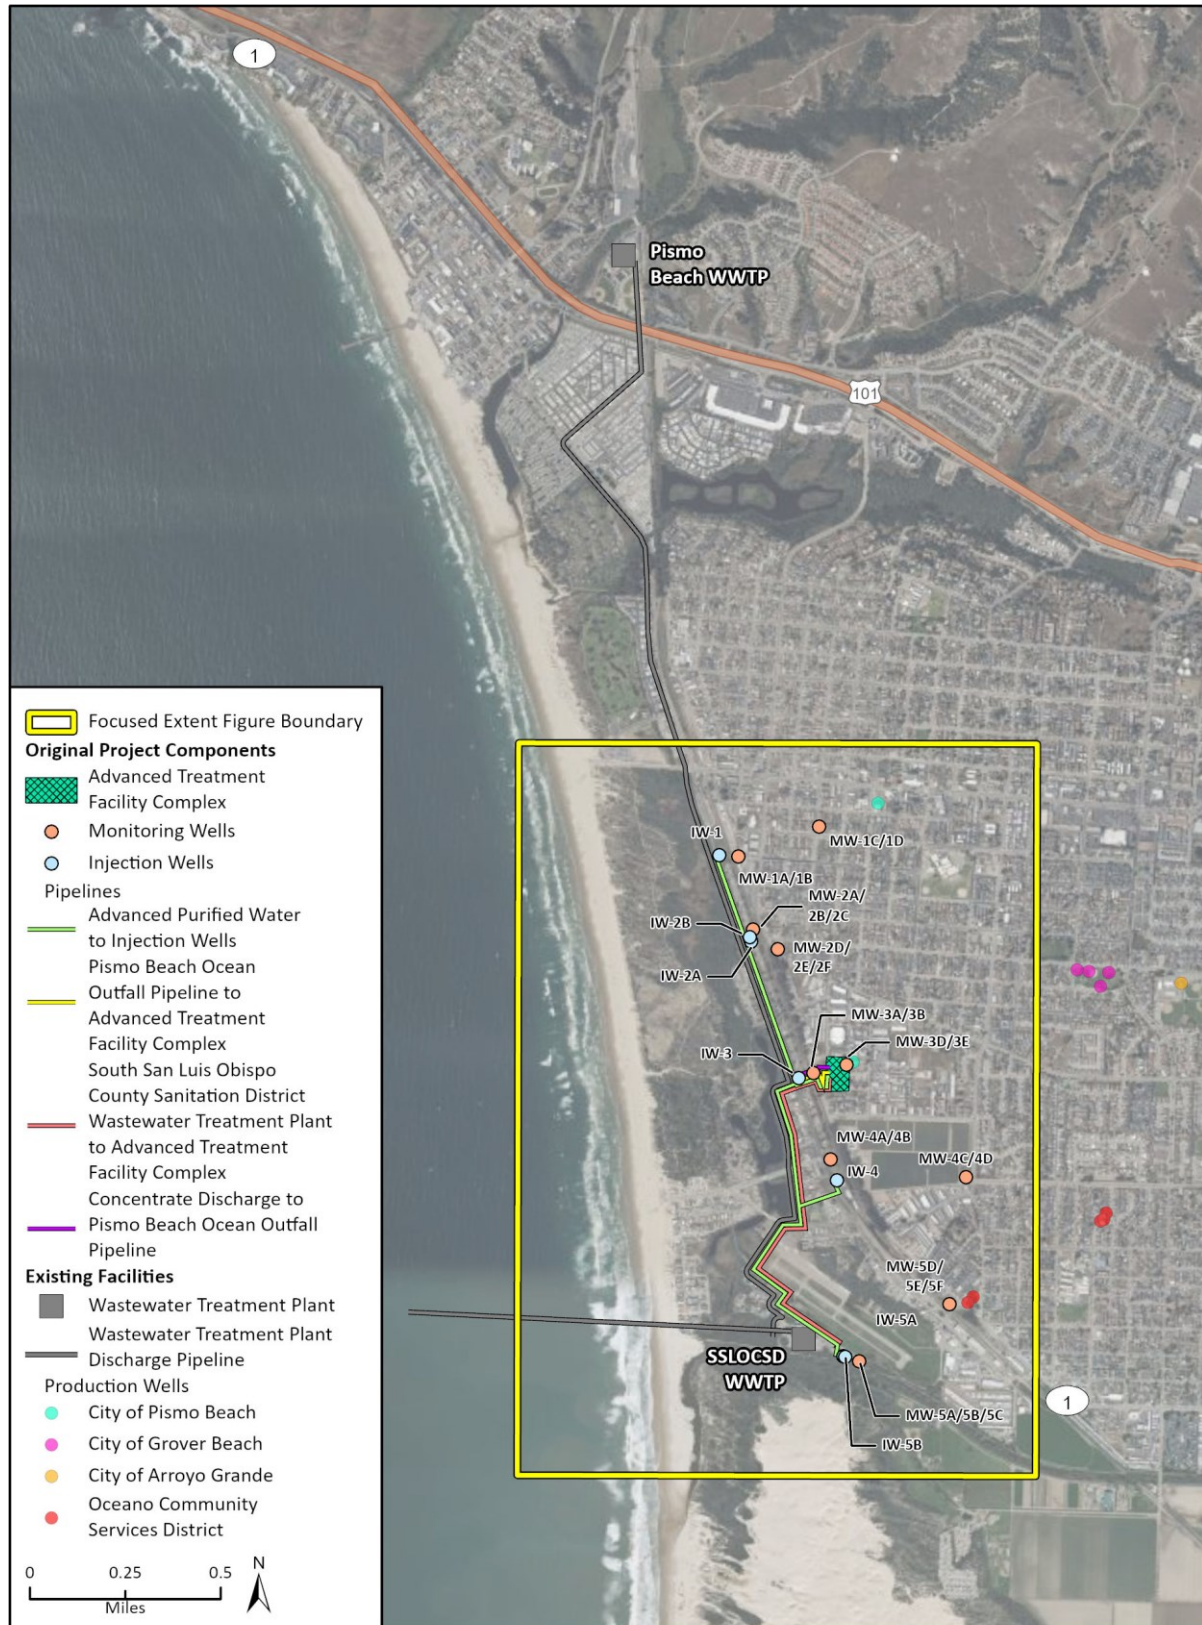 1
Pismo
Beach WWTP
101
IW-1
MW-1C/1D
MW-1A/1B
MW-2A/
2B/2C
IW-2B
MW-2D/
2E/2F
IW-2A
MW-3A/3B
MW-3D/3E
IW-3
MW-4A/4B
IW-4
MW-4C/4D
MW-5D/
5E/5F
IW-5A
SSLOCSD
WWTP
1
MW-5A/5B/5C
IW-5B
Focused Extent Figure Boundary
Original Project Components
Advanced Treatment
Facility Complex
Monitoring Wells
Injection Wells
Pipelines
Advanced Purified Water
to Injection Wells
Pismo Beach Ocean
Outfall Pipeline to
Advanced Treatment
Facility Complex
South San Luis Obispo
County Sanitation District
Wastewater Treatment Plant
to Advanced Treatment
Facility Complex
Concentrate Discharge to
Pismo Beach Ocean Outfall
Pipeline
Existing Facilities
Wastewater Treatment Plant
Wastewater Treatment Plant
Discharge Pipeline
Production Wells
City of Pismo Beach
City of Grover Beach
City of Arroyo Grande
Oceano Community
Services District
0 0.25 0.5
Miles
N